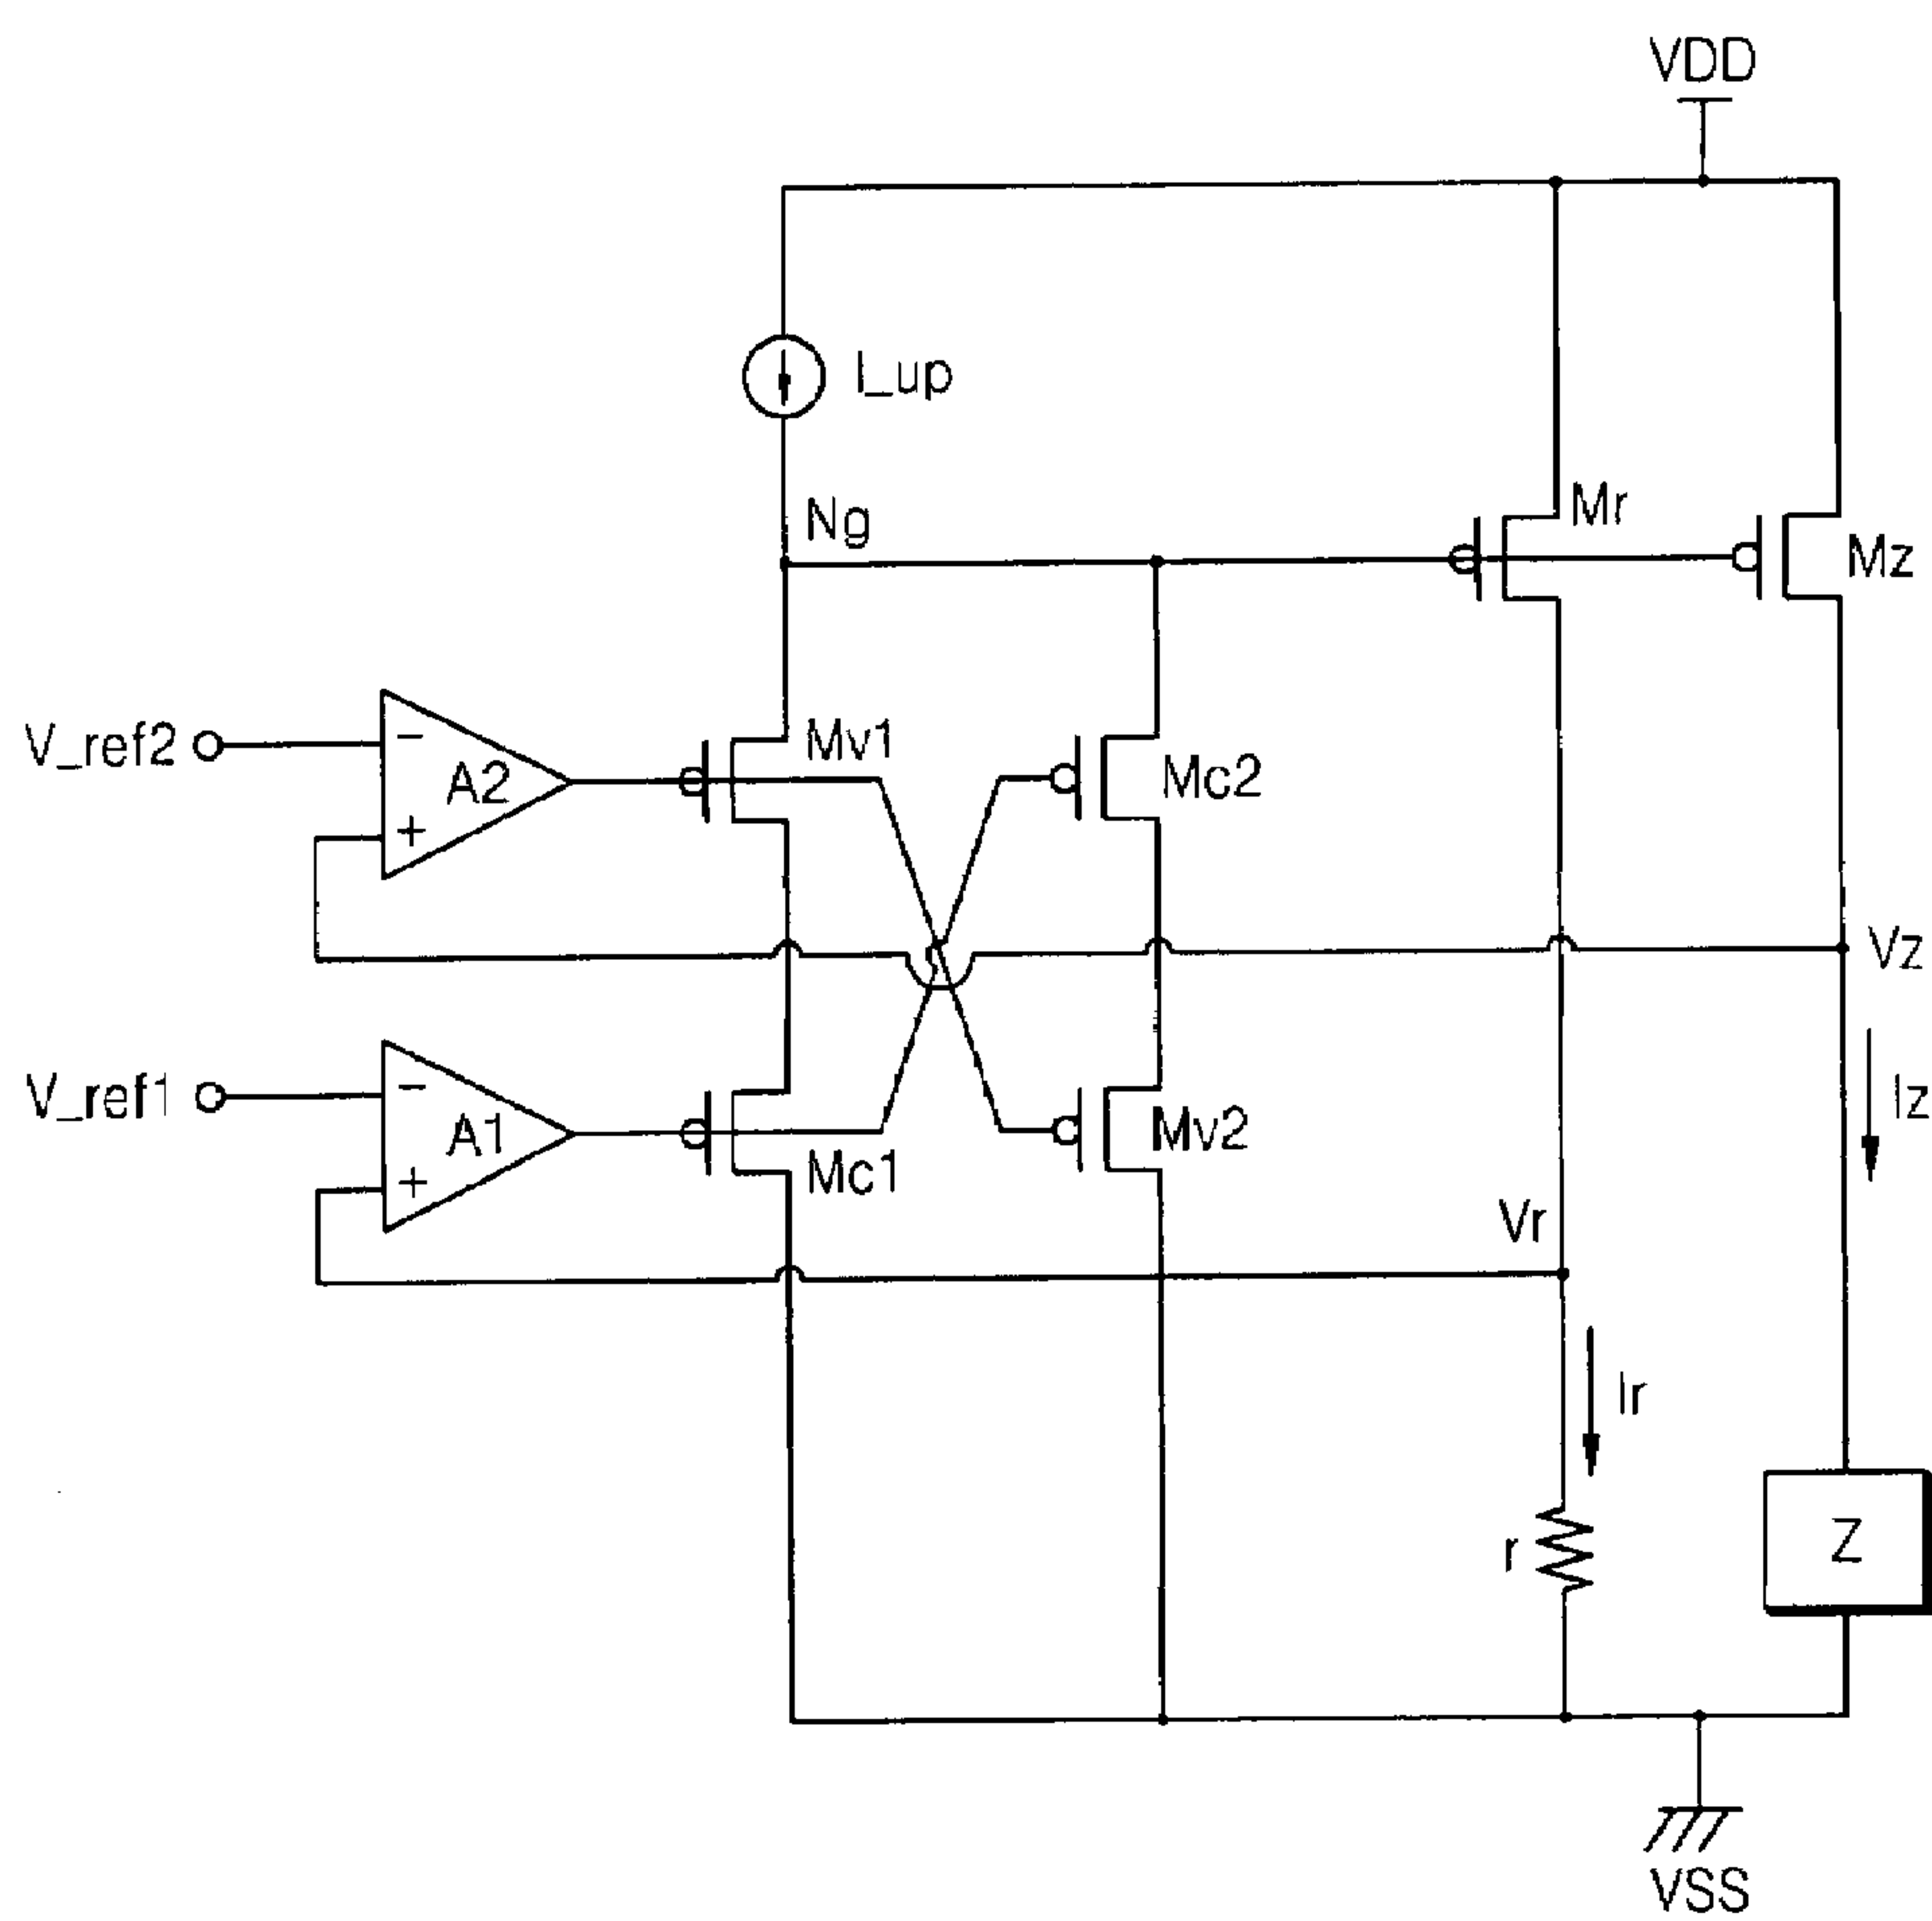 VDD
I_up
Ng
Mr
Mz
V_ref2
−
A2
+
Mv1
Mc2
Vz
V_ref1
−
A1
+
Mc1
Mv2
Iz
Vr
Ir
r
Z
VSS